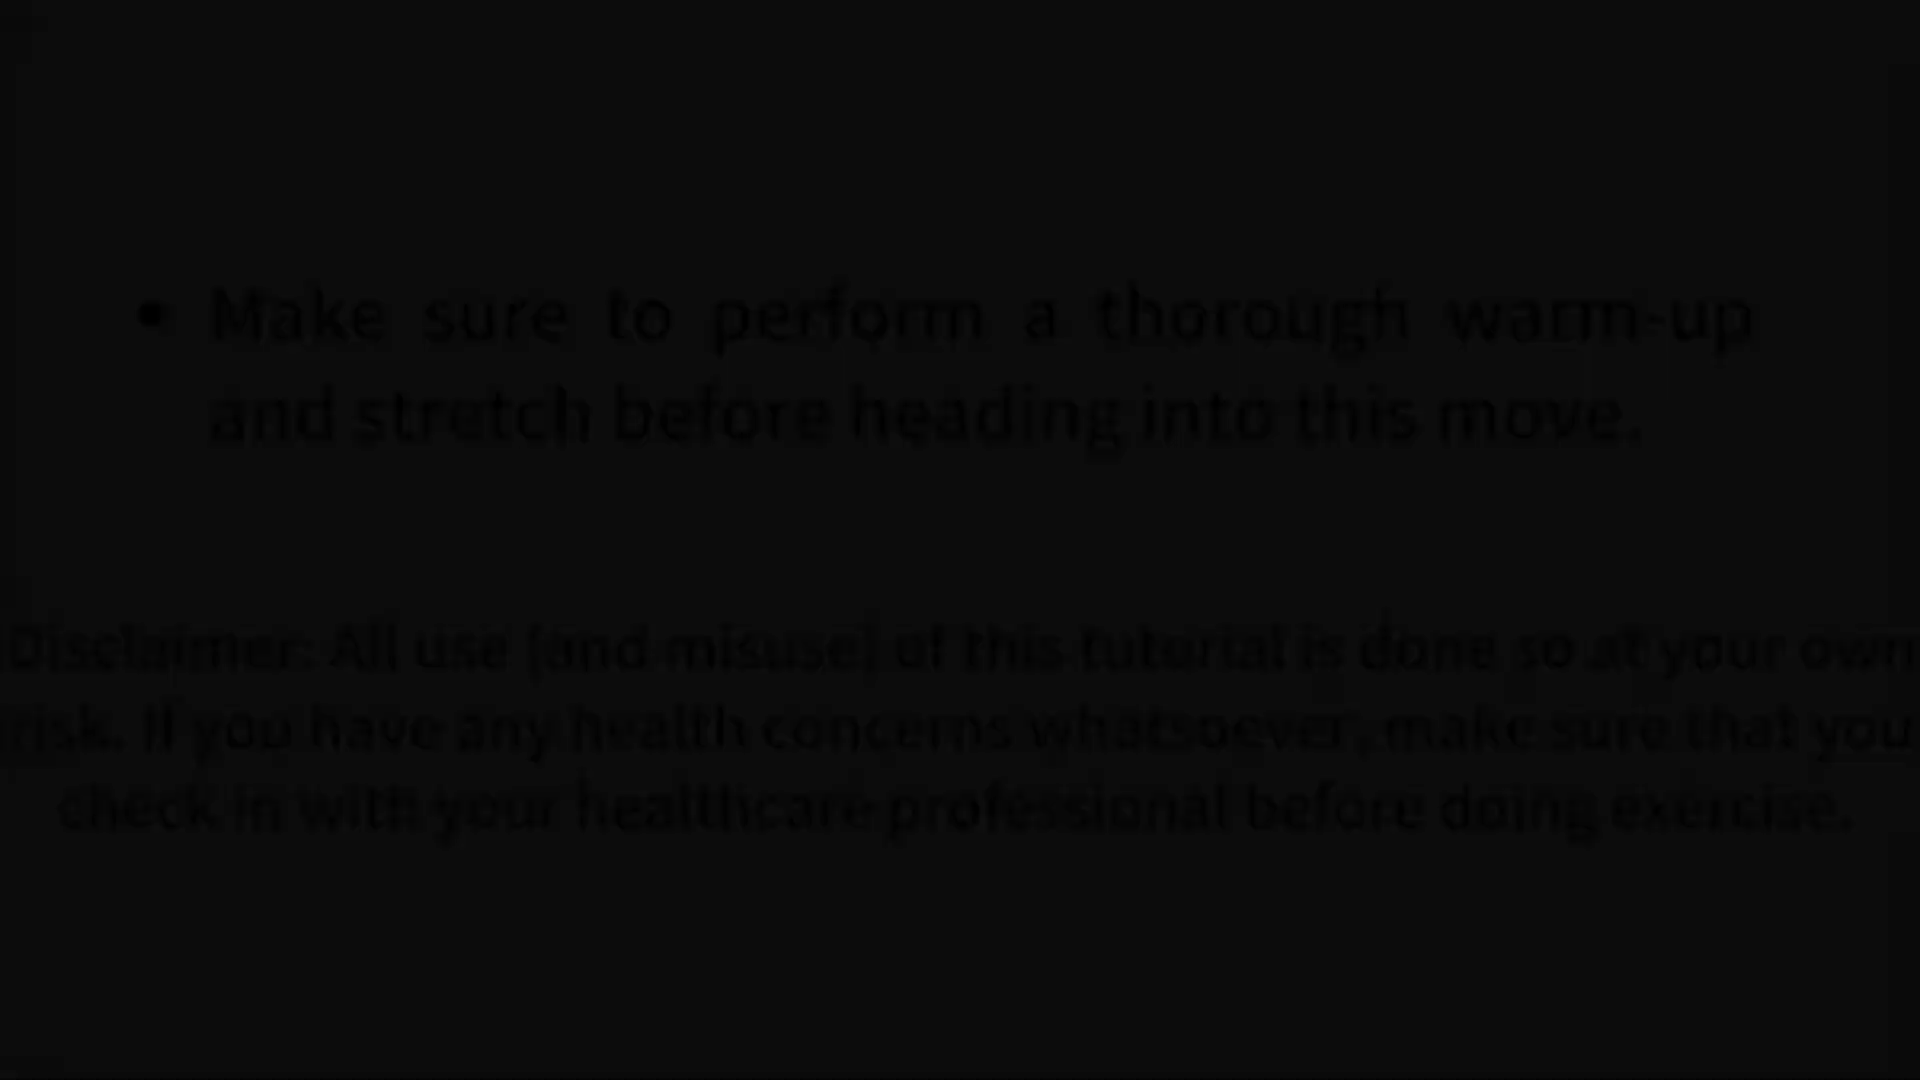 • Make sure to perform a thorough warm-up
and stretch before heading into this move.
Disclaimer: All use (and misuse) of this tutorial is done so at your own
risk. If you have any health concerns whatsoever, make sure that you
check in with your healthcare professional before doing exercise.